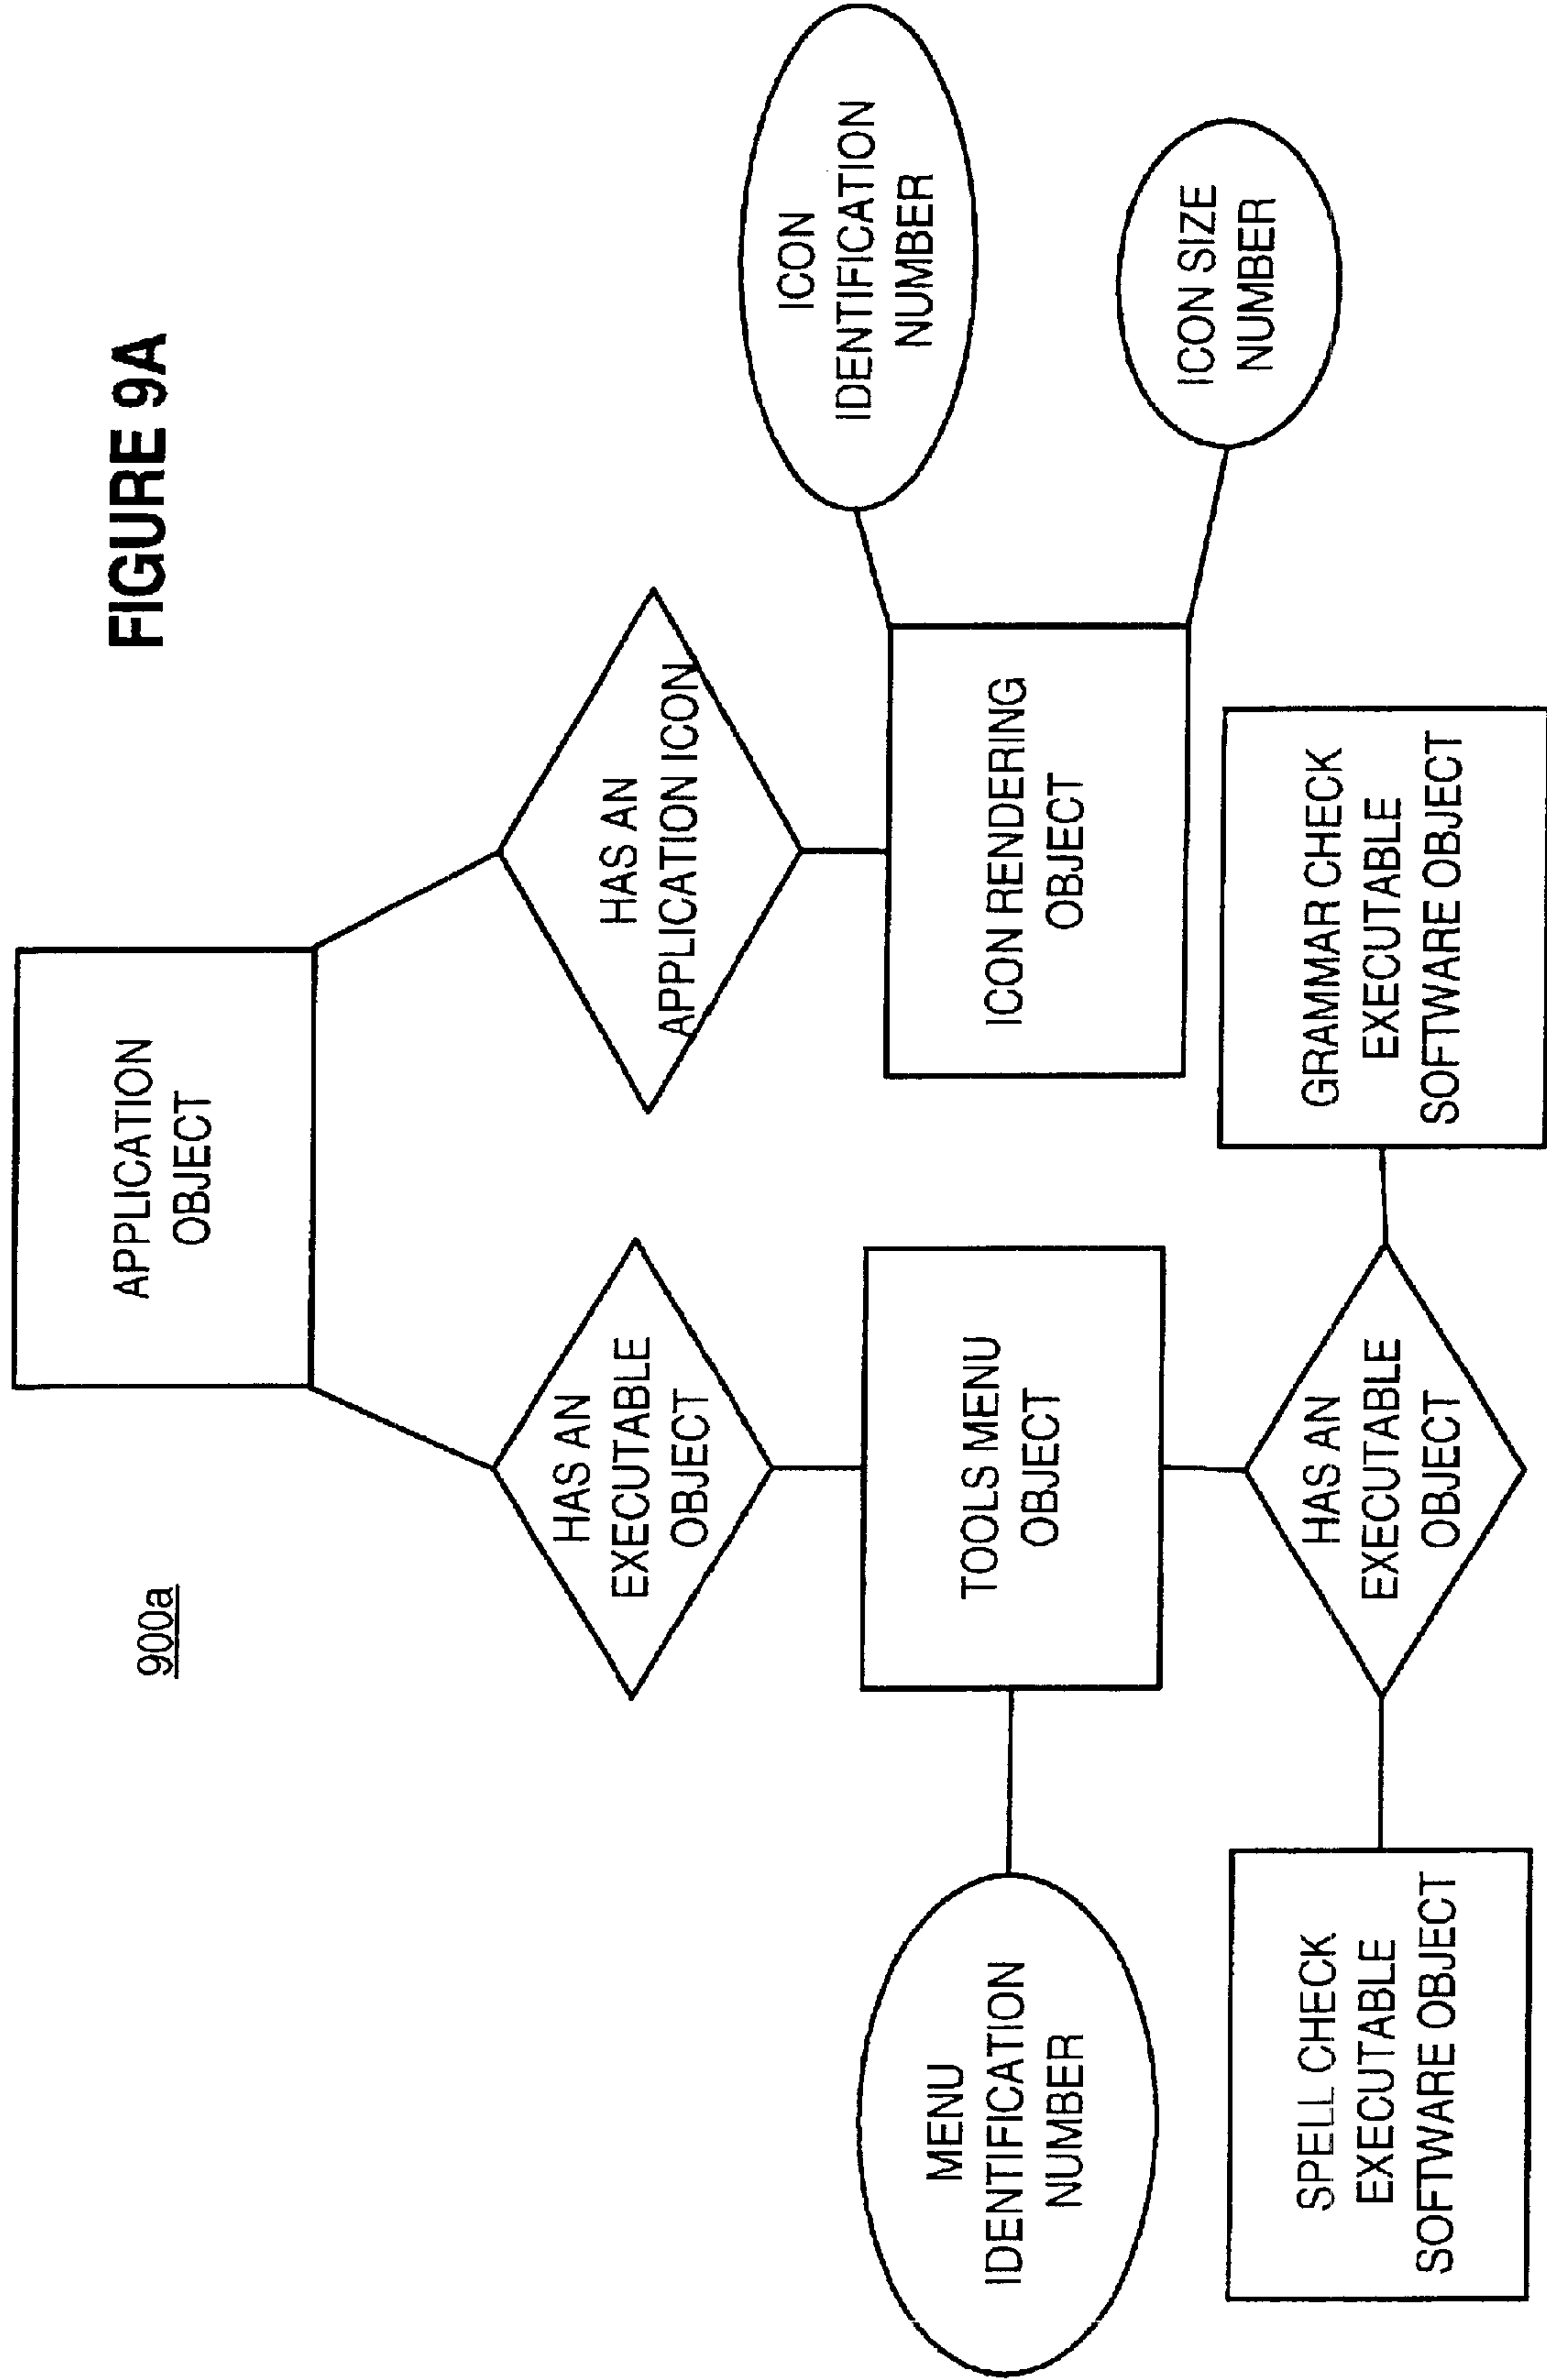 FIGURE 9A
900a
APPLICATION
OBJECT
HAS AN
EXECUTABLE
OBJECT
HAS AN
APPLICATION ICON
MENU
IDENTIFICATION
NUMBER
TOOLS MENU
OBJECT
ICON RENDERING
OBJECT
ICON
IDENTIFICATION
NUMBER
ICON SIZE
NUMBER
SPELL CHECK
EXECUTABLE
SOFTWARE OBJECT
HAS AN
EXECUTABLE
OBJECT
GRAMMAR CHECK
EXECUTABLE
SOFTWARE OBJECT